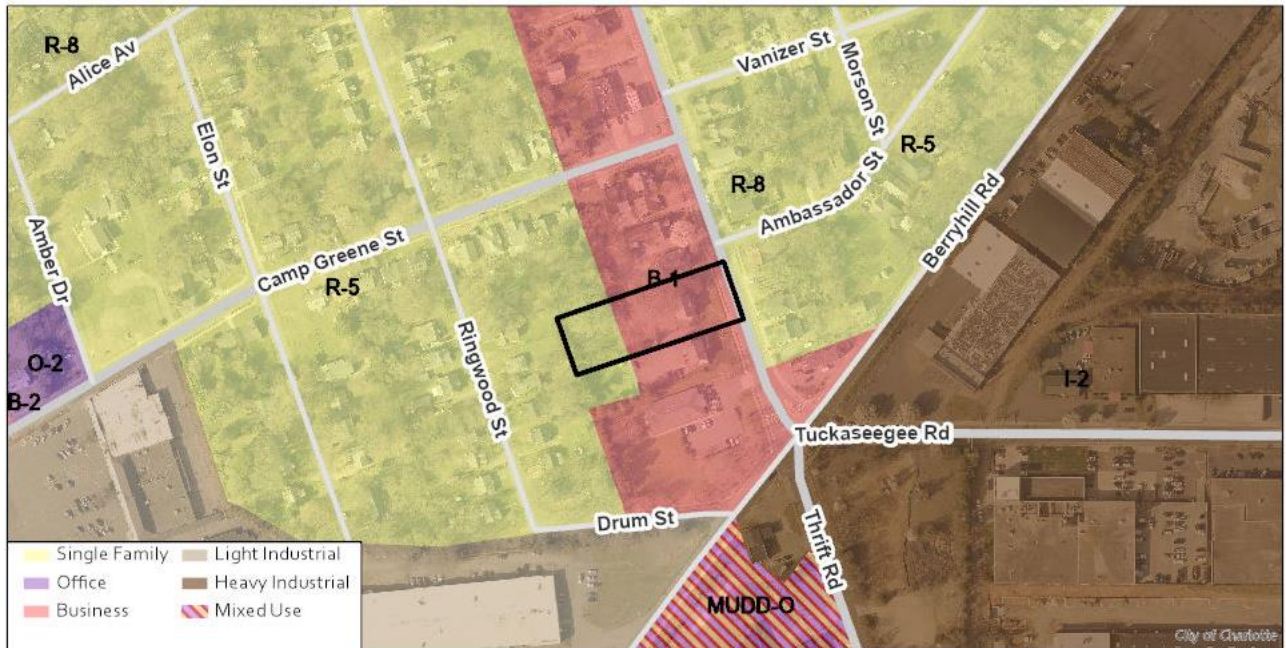 R-8
Alice Av
Vanizer St
Morson St
Elon St
R-5
R-8
Ambassador St
Berryhill Rd
Amber Dr
Camp Greene St
R-5
B-1
Ringwood St
O-2
B-2
I-2
Tuckaseegee Rd
Drum St
Thrift Rd
MUDD-O
Single Family
Light Industrial
Office
Heavy Industrial
Business
Mixed Use
City of Charlotte